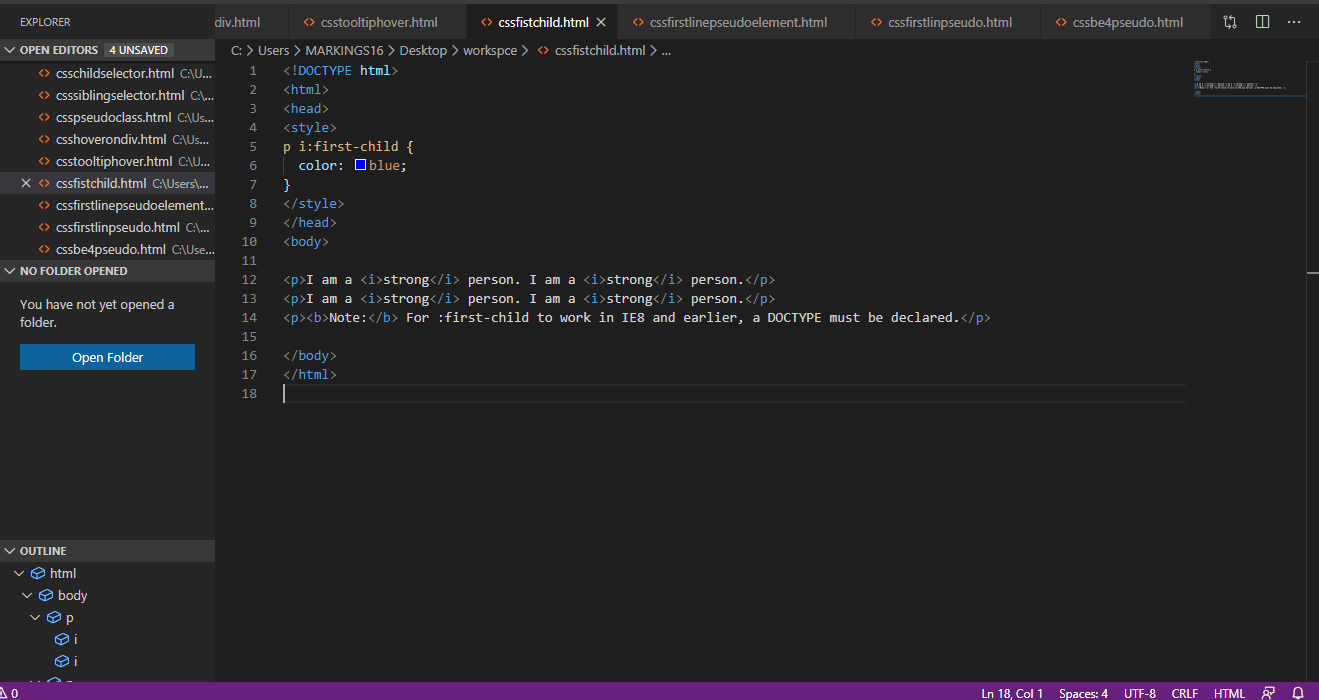 EXPLORER
div.html
csstooltiphover.html
cssfistchild.html
cssfirstlinepseudoelement.html
cssfirstlinpseudo.html
cssbe4pseudo.html
OPEN EDITORS 4 UNSAVED
C: > Users > MARKINGS16 > Desktop > workspce > cssfistchild.html > ...
csschildselector.html C:\U...
csssiblingselector.html C:\...
csspseudoclass.html C:\Us...
csshoverondiv.html C:\Us...
csstooltiphover.html C:\U...
cssfistchild.html C:\Users\...
cssfirstlinepseudoelement...
cssfirstlinpseudo.html C:\...
cssbe4pseudo.html C:\Use...
NO FOLDER OPENED
You have not yet opened a
folder.
Open Folder
OUTLINE
html
body
p
i
i
1 <!DOCTYPE html>
2 <html>
3 <head>
4 <style>
5 p i:first-child {
6 color: blue;
7 }
8 </style>
9 </head>
10 <body>
11
12 <p>I am a <i>strong</i> person. I am a <i>strong</i> person.</p>
13 <p>I am a <i>strong</i> person. I am a <i>strong</i> person.</p>
14 <p><b>Note:</b> For :first-child to work in IE8 and earlier, a DOCTYPE must be declared.</p>
15
16 </body>
17 </html>
18
0
Ln 18, Col 1
Spaces: 4
UTF-8
CRLF
HTML